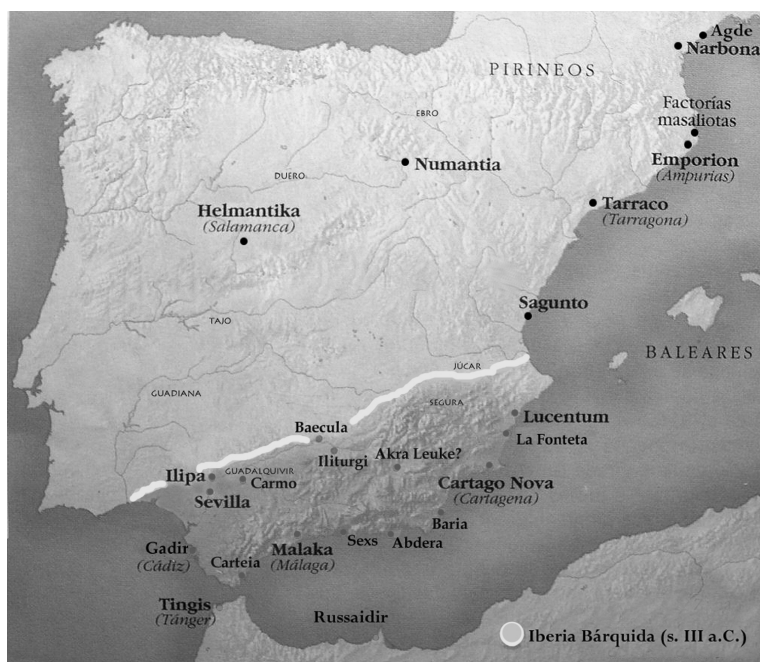 Agde
Narbona
PIRINEOS
Factorías
masaliotas
EBRO
Emporion
(Ampurias)
Numantia
DUERO
Tarraco
(Tarragona)
Helmantika
(Salamanca)
Sagunto
TAJO
BALEARES
JÚCAR
GUADIANA
SEGURA
Lucentum
Baecula
La Fonteta
Iliturgi
Akra Leuke?
Ilipa
GUADALQUIVIR
Carmo
Cartago Nova
(Cartagena)
Sevilla
Baria
Sexs
Abdera
Gadir
(Cádiz)
Malaka
(Málaga)
Carteia
Tingis
(Tánger)
Russaidir
Iberia Bárquida (s. III a.C.)